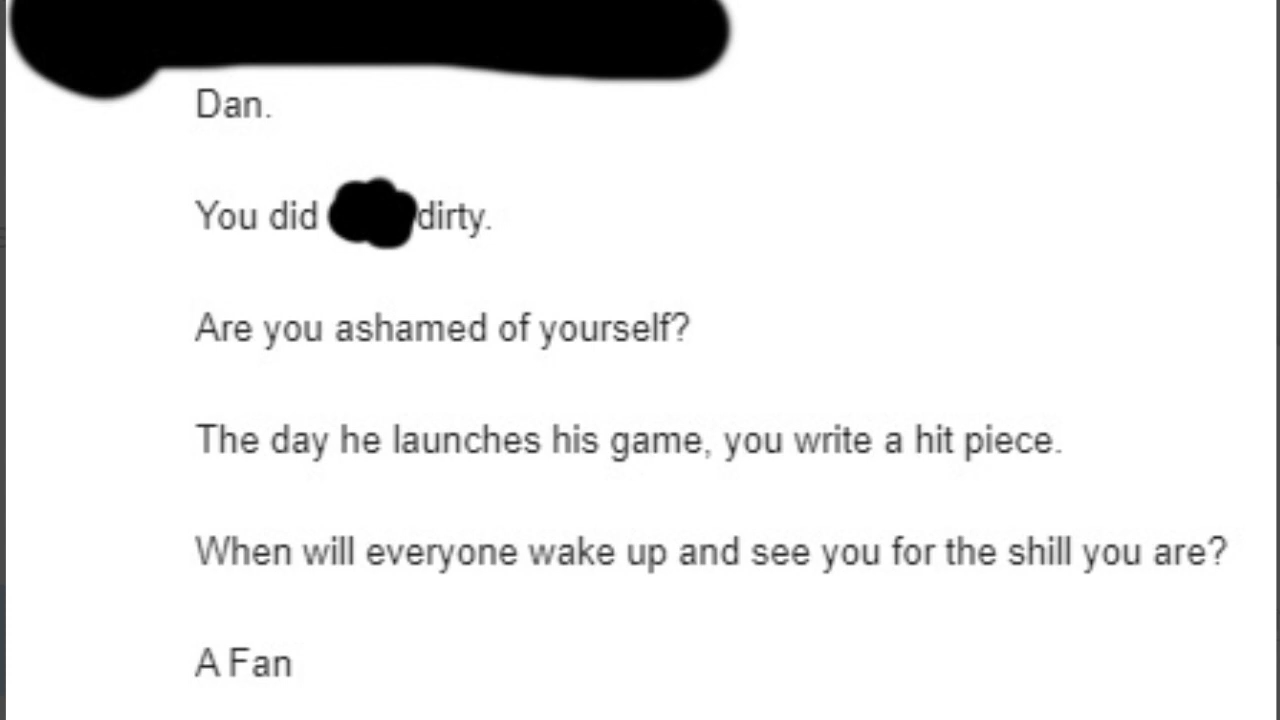 Dan.
You did dirty.
Are you ashamed of yourself?
The day he launches his game, you write a hit piece.
When will everyone wake up and see you for the shill you are?
A Fan